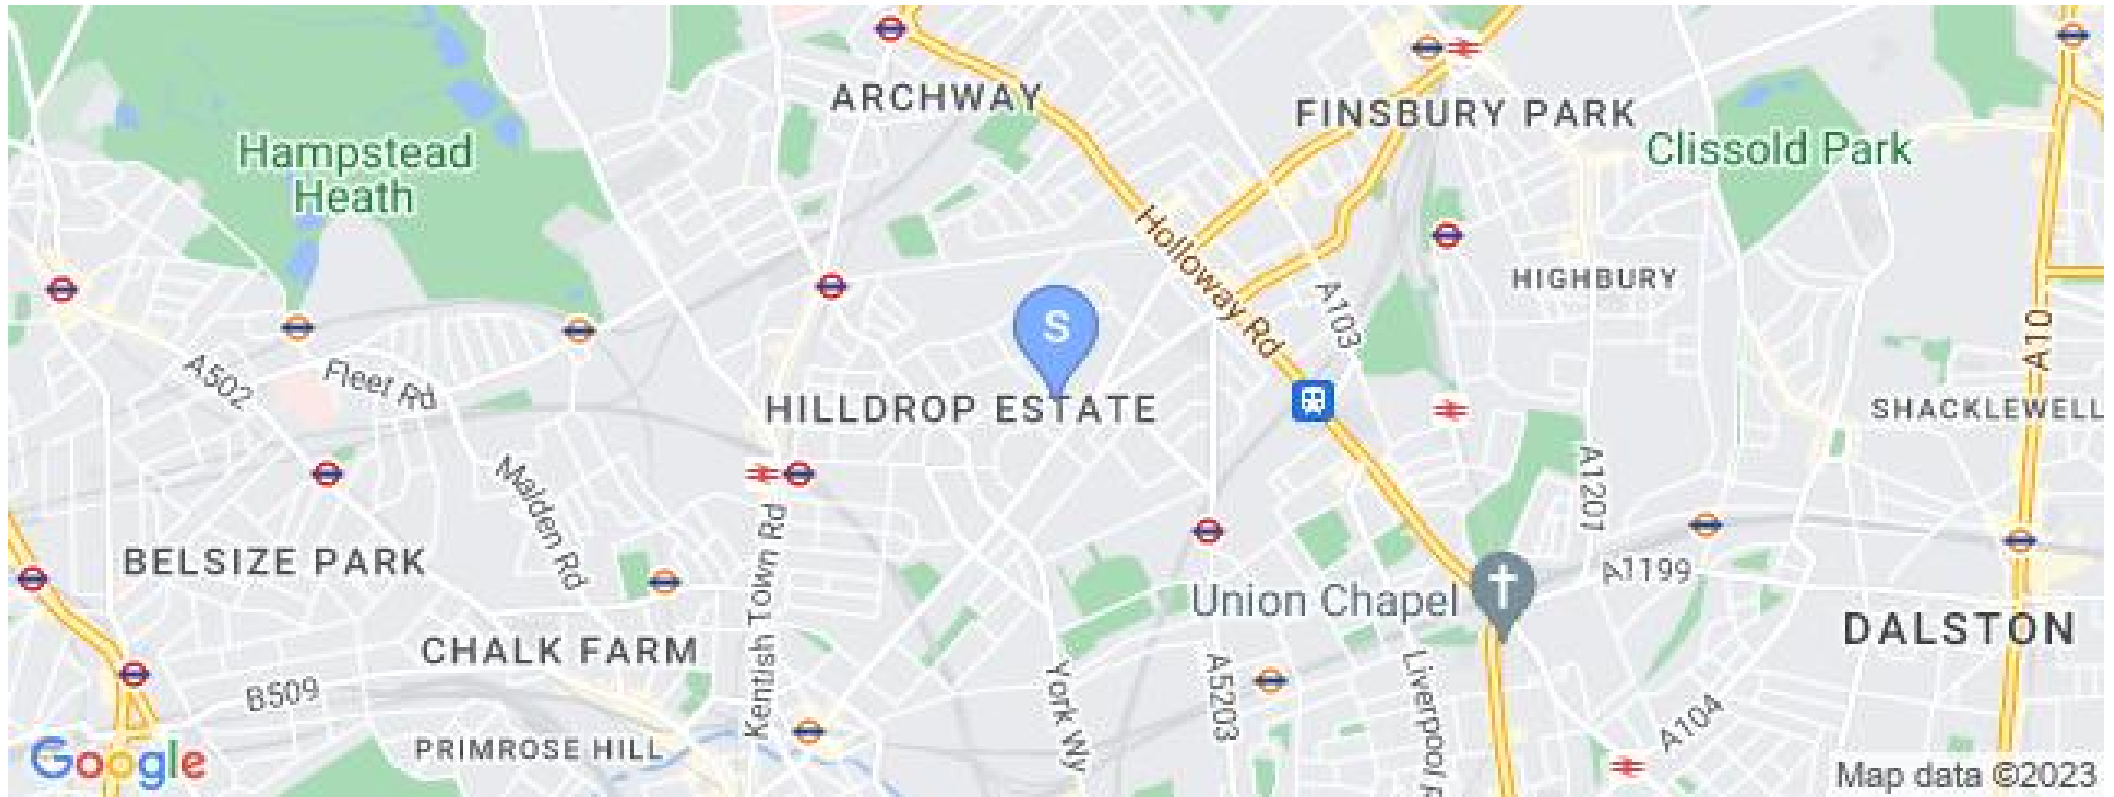 ARCHWAY
FINSBURY PARK
Hampstead
Heath
Clissold Park
Holloway Rd
HIGHBURY
A103
S
A10
A502
Fleet Rd
HILLDROP ESTATE
SHACKLEWELL
Malden Rd
A1201
Kentish Town Rd
BELSIZE PARK
A1199
Union Chapel
DALSTON
CHALK FARM
York Wy
A5203
Liverpool R
B509
A104
PRIMROSE HILL
Google
Map data ©2023